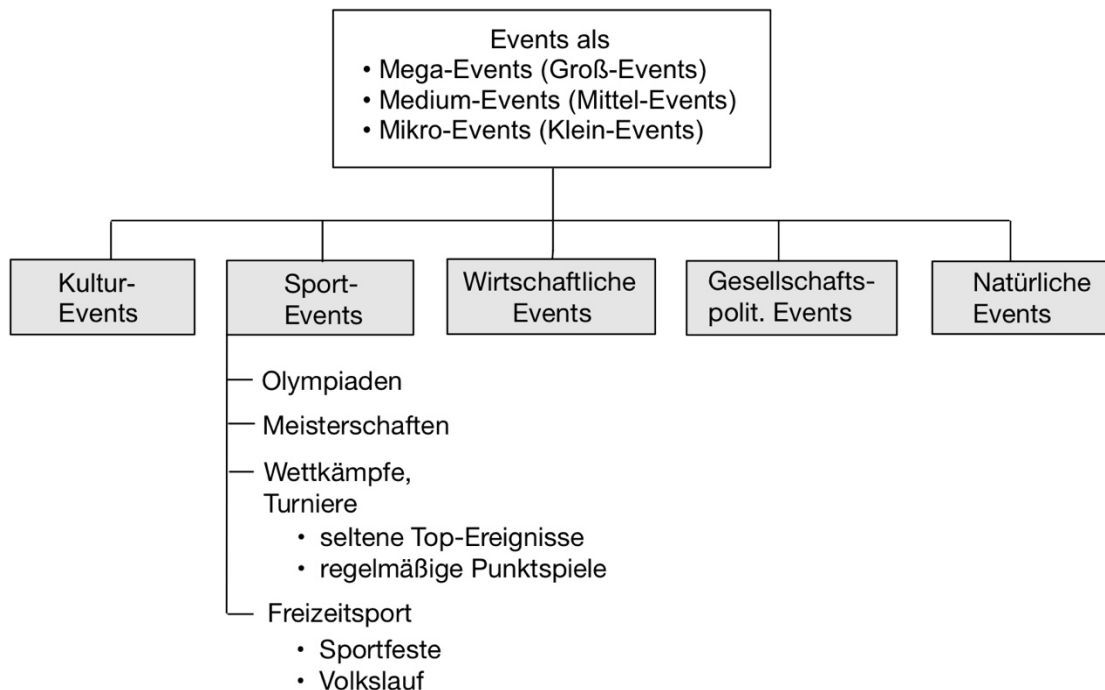 Events als
• Mega-Events (Groß-Events)
• Medium-Events (Mittel-Events)
• Mikro-Events (Klein-Events)
Kultur-
Events
Sport-
Events
Wirtschaftliche
Events
Gesellschafts-
polit. Events
Natürliche
Events
Olympiaden
Meisterschaften
Wettkämpfe,
Turniere
• seltene Top-Ereignisse
• regelmäßige Punktspiele
Freizeitsport
• Sportfeste
• Volkslauf